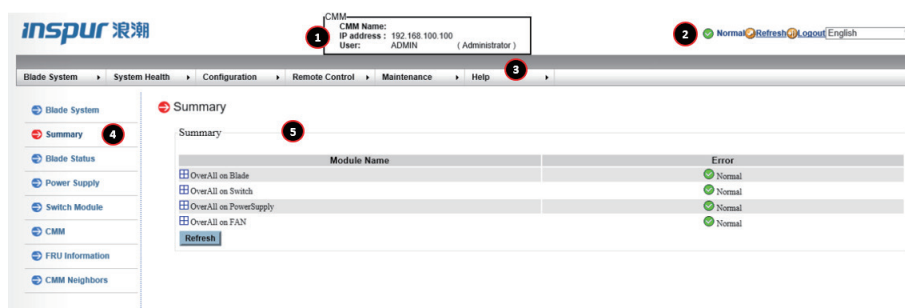 inspur 浪潮
CMM
CMM Name:
IP address : 192.168.100.100
User: ADMIN ( Administrator )
1
2
Normal Refresh Logout English
Blade System System Health Configuration Remote Control Maintenance Help
3
Blade System
Summary
4
Blade Status
Power Supply
Switch Module
CMM
FRU Information
CMM Neighbors
Summary
Summary
5
Module Name Error
OverAll on Blade Normal
OverAll on Switch Normal
OverAll on PowerSupply Normal
OverAll on FAN Normal
Refresh